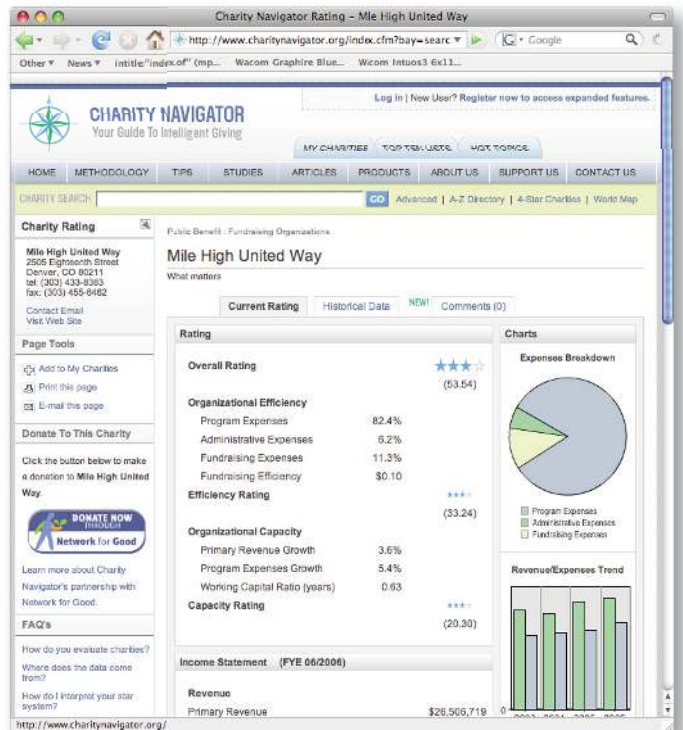 Charity Navigator Rating – Mle High United Way
http://www.charitynavigator.org/index.cfm?bay=searc
Google
Other News intitle:"index.of" (mp... Wacom Graphire Blue... Wicom Intuos3 6x11...
Log in | New User? Register now to access expanded features.
CHARITY NAVIGATOR
Your Guide To Intelligent Giving
MY CHARITIES TOP TEN LISTS HOT TOPICS
HOME METHODOLOGY TIPS STUDIES ARTICLES PRODUCTS ABOUT US SUPPORT US CONTACT US
CHARITY SEARCH: GO Advanced | A-Z Directory | 4-Star Charities | World Map
Charity Rating
Mile High United Way
2505 Eighteenth Street
Denver, CO 80211
tel: (303) 433-8383
fax: (303) 455-6462
Contact Email
Visit Web Site
Page Tools
Add to My Charities
Print this page
E-mail this page
Donate To This Charity
Click the button below to make
a donation to Mile High United
Way.
DONATE NOW
THROUGH
Network for Good
Learn more about Charity
Navigator's partnership with
Network for Good.
FAQ's
How do you evaluate charities?
Where does the data come
from?
How do I interpret your star
system?
Public Benefit : Fundraising Organizations
Mile High United Way
What matters
Current Rating Historical Data NEW! Comments (0)
Rating
Overall Rating
(53.54)
Organizational Efficiency
Program Expenses 82.4%
Administrative Expenses 6.2%
Fundraising Expenses 11.3%
Fundraising Efficiency $0.10
Efficiency Rating
(33.24)
Organizational Capacity
Primary Revenue Growth 3.6%
Program Expenses Growth 5.4%
Working Capital Ratio (years) 0.63
Capacity Rating
(20.30)
Income Statement (FYE 06/2006)
Revenue
Primary Revenue $26,506,719
Charts
Expenses Breakdown
Program Expenses
Administrative Expenses
Fundraising Expenses
Revenue/Expenses Trend
0
http://www.charitynavigator.org/